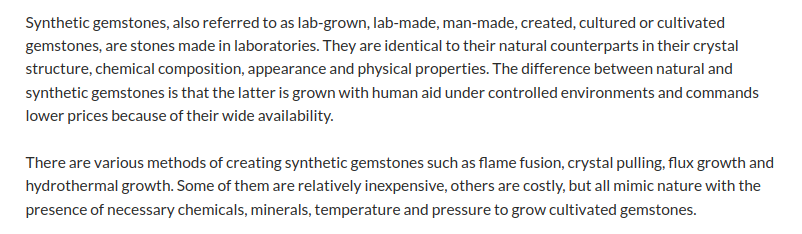 Synthetic gemstones, also referred to as lab-grown, lab-made, man-made, created, cultured or cultivated
gemstones, are stones made in laboratories. They are identical to their natural counterparts in their crystal
structure, chemical composition, appearance and physical properties. The difference between natural and
synthetic gemstones is that the latter is grown with human aid under controlled environments and commands
lower prices because of their wide availability.
There are various methods of creating synthetic gemstones such as flame fusion, crystal pulling, flux growth and
hydrothermal growth. Some of them are relatively inexpensive, others are costly, but all mimic nature with the
presence of necessary chemicals, minerals, temperature and pressure to grow cultivated gemstones.